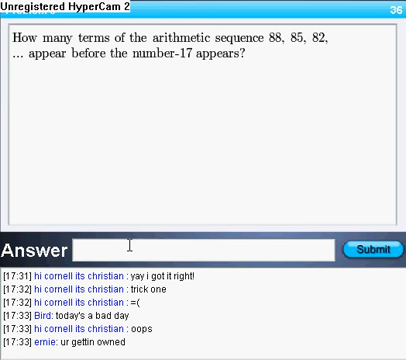 Unregistered HyperCam 2
36
How many terms of the arithmetic sequence 88, 85, 82,
... appear before the number-17 appears?
Answer
Submit
[17:31] hi cornell its christian : yay i got it right!
[17:32] hi cornell its christian : trick one
[17:32] hi cornell its christian : =(
[17:33] Bird: today's a bad day
[17:33] hi cornell its christian : oops
[17:33] ernie: ur gettin owned